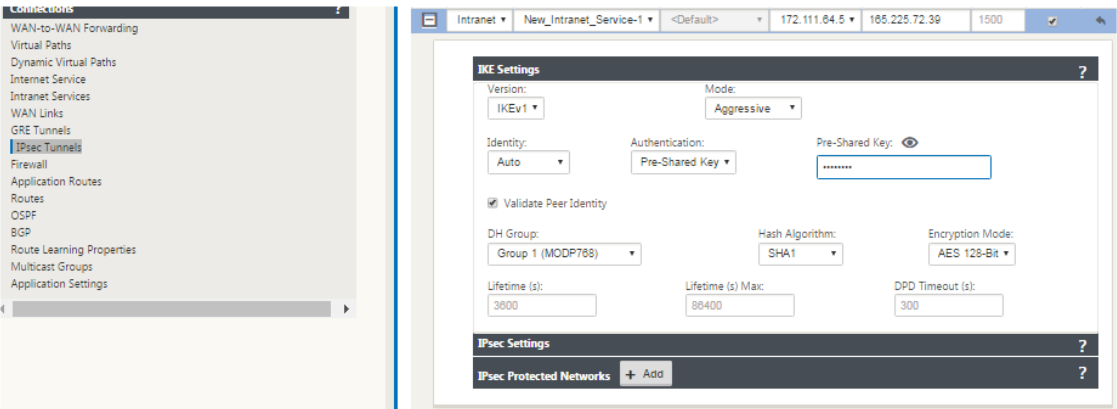 Connections ?
WAN-to-WAN Forwarding
Virtual Paths
Dynamic Virtual Paths
Internet Service
Intranet Services
WAN Links
GRE Tunnels
IPsec Tunnels
Firewall
Application Routes
Routes
OSPF
BGP
Route Learning Properties
Multicast Groups
Application Settings
Intranet New_Intranet_Service-1 <Default> 172.111.64.5 165.225.72.39 1500
IKE Settings ?
Version: Mode:
IKEv1 Aggressive
Identity: Authentication: Pre-Shared Key:
Auto Pre-Shared Key ········
Validate Peer Identity
DH Group: Hash Algorithm: Encryption Mode:
Group 1 (MODP768) SHA1 AES 128-Bit
Lifetime (s): Lifetime (s) Max: DPD Timeout (s):
3600 86400 300
IPsec Settings ?
IPsec Protected Networks + Add ?